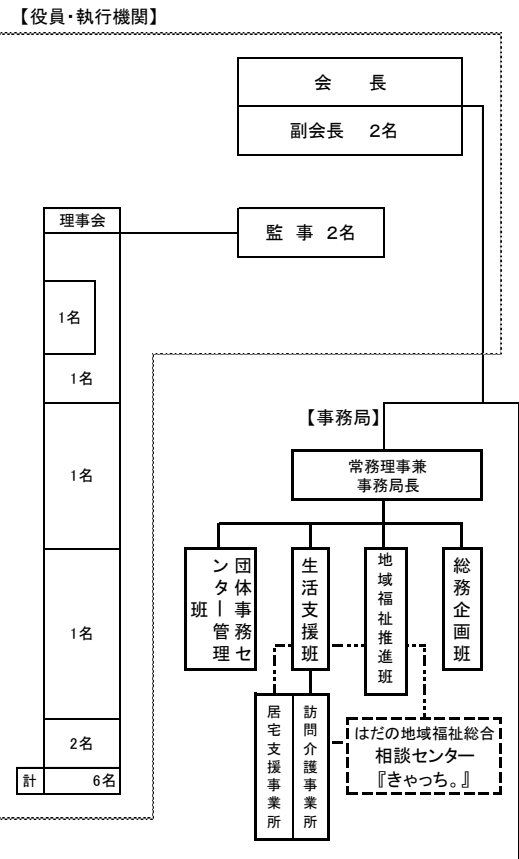 【役員・執行機関】
会　　長
副会長　2名
理事会
監　事　2名
1名
1名
1名
1名
2名
計　6名
【事務局】
常務理事兼
事務局長
団体事務セ
ンター管理
班
生活支援班
地域福祉推進班
総務企画班
居宅支援事業所
訪問介護事業所
はだの地域福祉総合
相談センター
『きゃっち。』